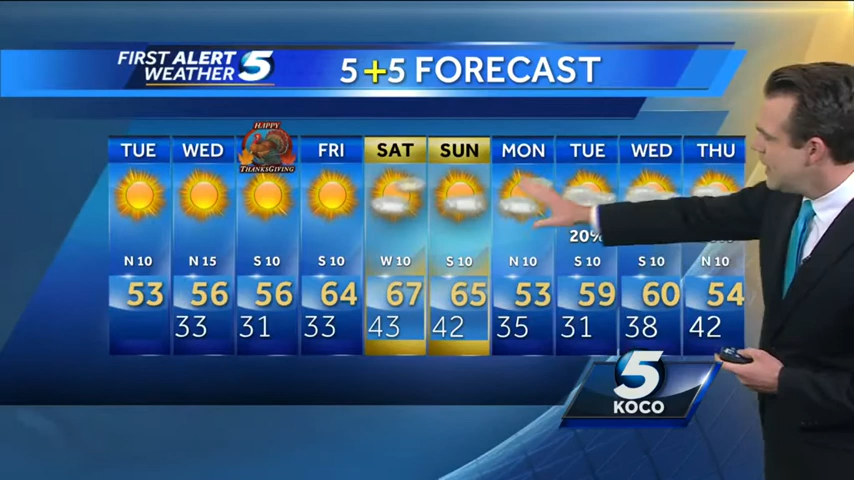 FIRST ALERT
WEATHER 5
5+5 FORECAST
HAPPY
THANKSGIVING
TUE WED FRI SAT SUN MON TUE WED THU
20%
N 10 N 15 S 10 S 10 W 10 S 10 N 10 S 10 S 10 N 10
53 56 56 64 67 65 53 59 60 54
33 31 33 43 42 35 31 38 42
5
KOCO